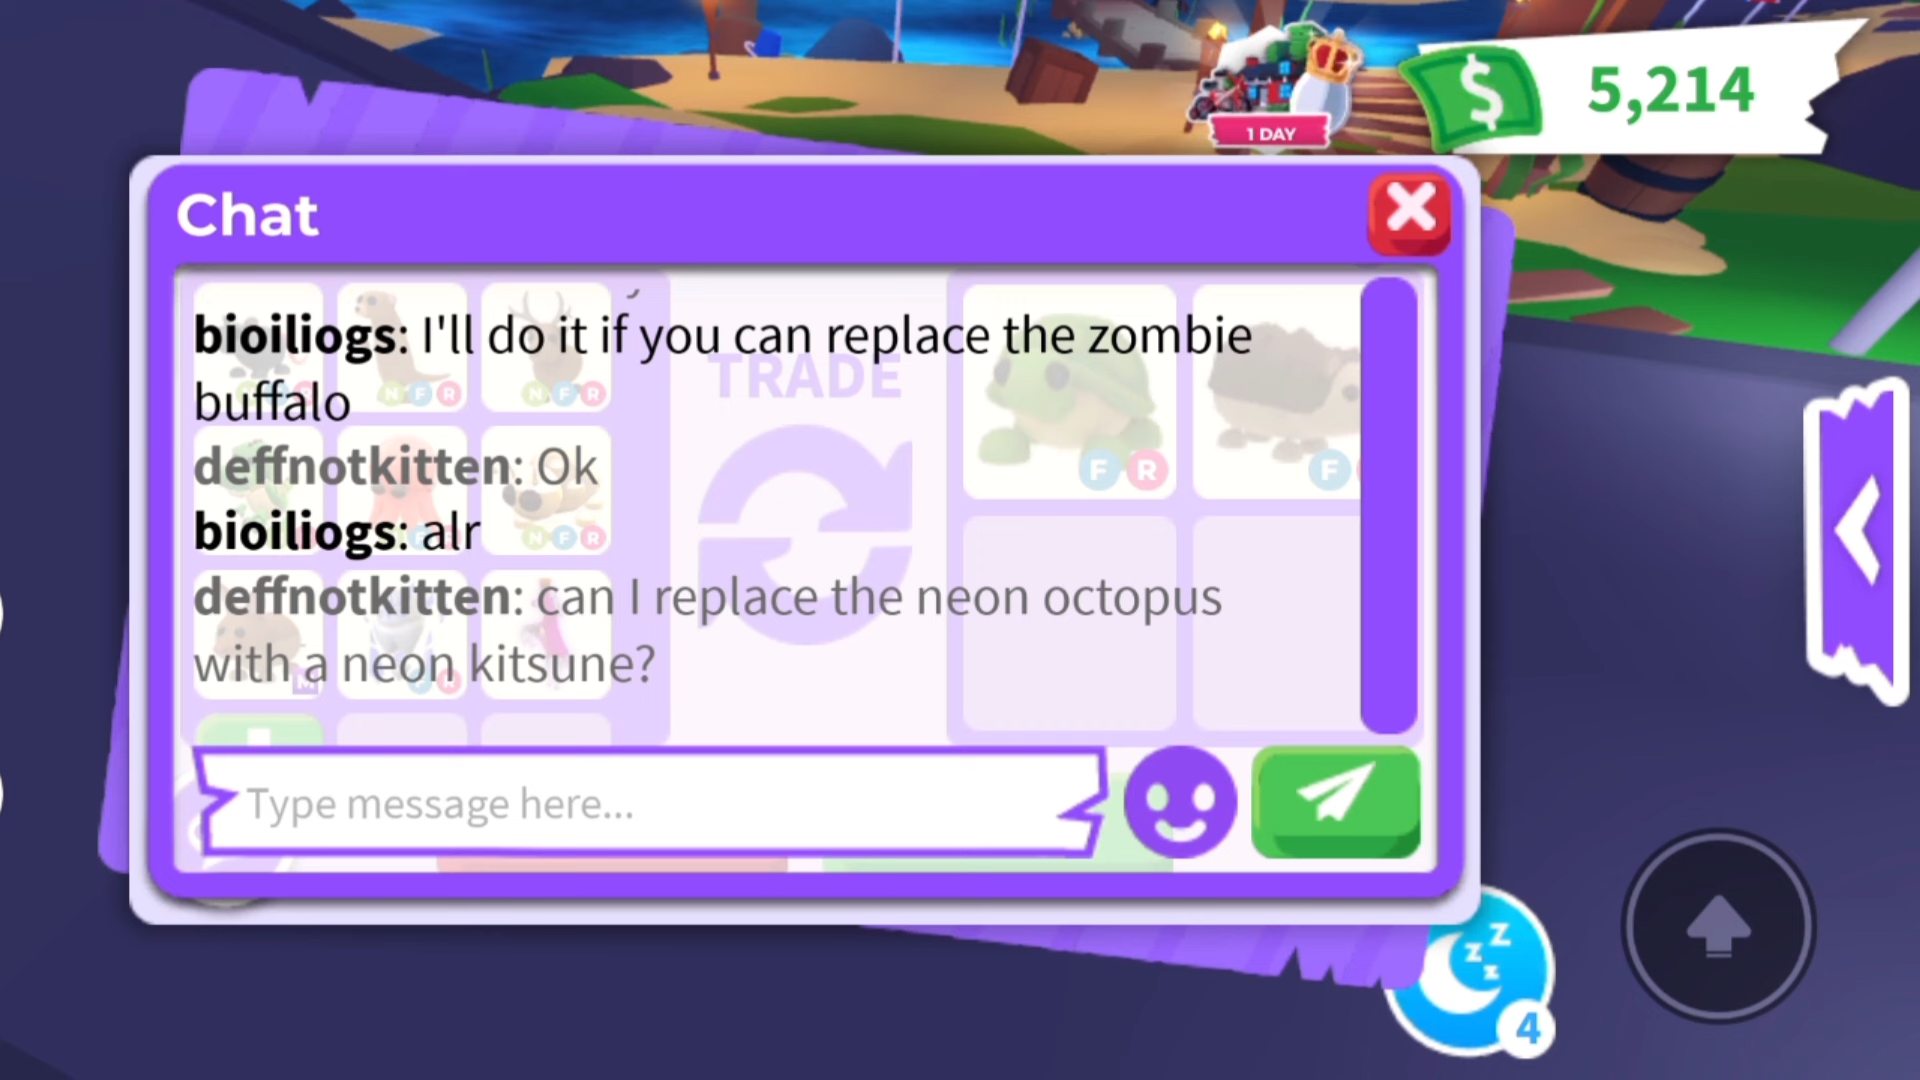 5,214
1 DAY
Chat
bioiliogs: I'll do it if you can replace the zombie
buffalo
deffnotkitten: Ok
bioiliogs: alr
deffnotkitten: can I replace the neon octopus
with a neon kitsune?
TRADE
N F R
N F R
F R
F
N F R
M
R
Type message here...
z z z
4